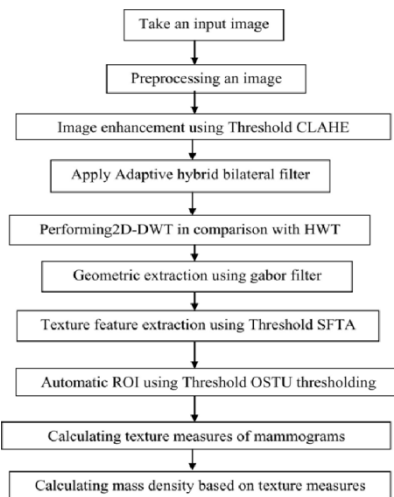 Take an input image
Preprocessing an image
Image enhancement using Threshold CLAHE
Apply Adaptive hybrid bilateral filter
Performing2D-DWT in comparison with HWT
Geometric extraction using gabor filter
Texture feature extraction using Threshold SFTA
Automatic ROI using Threshold OSTU thresholding
Calculating texture measures of mammograms
Calculating mass density based on texture measures